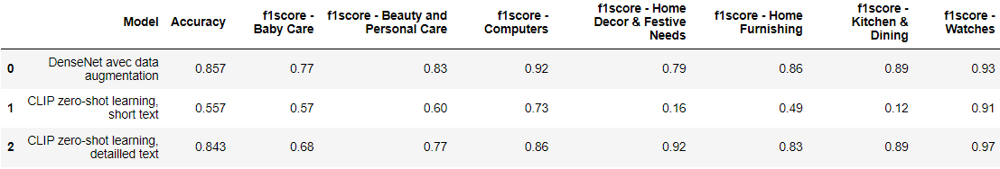 Model Accuracy f1score - Baby Care f1score - Beauty and Personal Care f1score - Computers f1score - Home Decor & Festive Needs f1score - Home Furnishing f1score - Kitchen & Dining f1score - Watches
0 DenseNet avec data augmentation 0.857 0.77 0.83 0.92 0.79 0.86 0.89 0.93
1 CLIP zero-shot learning, short text 0.557 0.57 0.60 0.73 0.16 0.49 0.12 0.91
2 CLIP zero-shot learning, detailled text 0.843 0.68 0.77 0.86 0.92 0.83 0.89 0.97